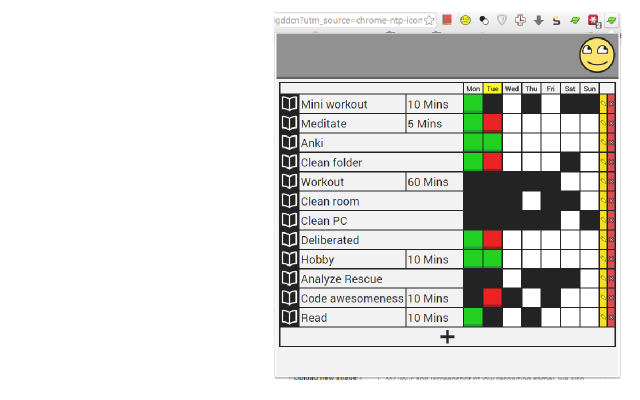 gddcn?utm_source=chrome-ntp-icon
Mon Tue Wed Thu Fri Sat Sun
Mini workout 10 Mins
Meditate 5 Mins
Anki
Clean folder
Workout 60 Mins
Clean room
Clean PC
Deliberated
Hobby 10 Mins
Analyze Rescue
Code awesomeness 10 Mins
Read 10 Mins
+